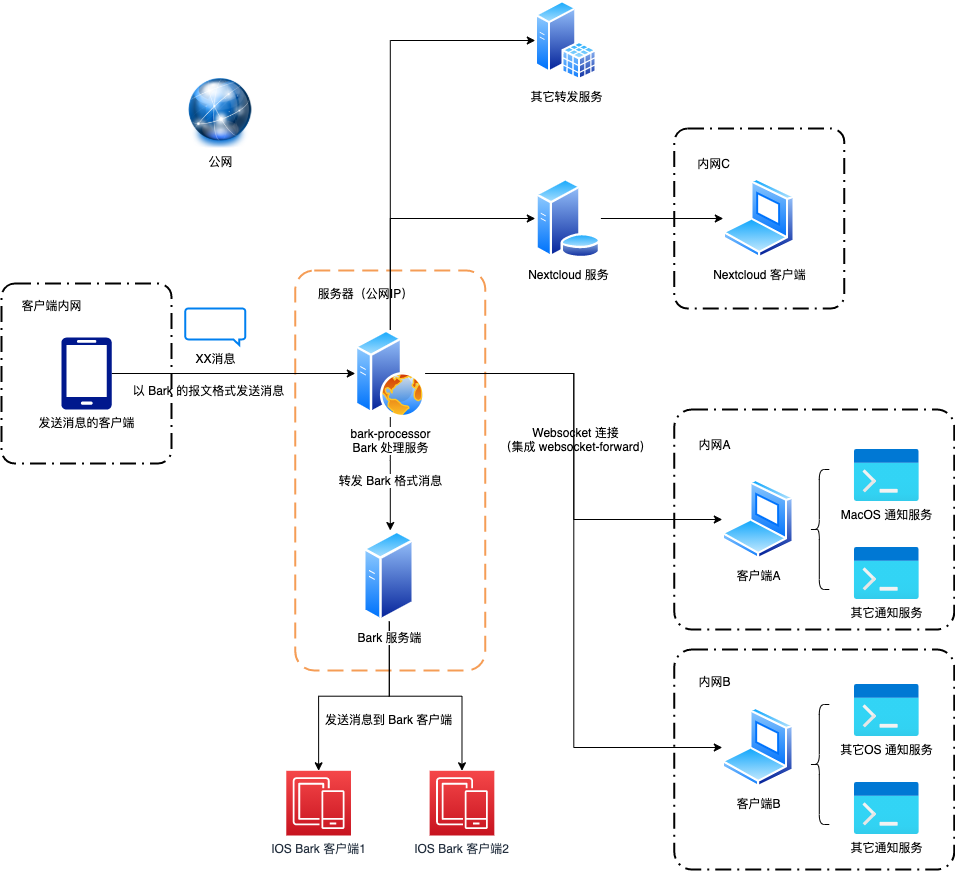 其它转发服务
公网
内网C
Nextcloud 服务
Nextcloud 客户端
客户端内网
服务器（公网IP）
XX消息
以 Bark 的报文格式发送消息
发送消息的客户端
bark-processor
Bark 处理服务
Websocket 连接
（集成 websocket-forward）
转发 Bark 格式消息
内网A
MacOS 通知服务
客户端A
其它通知服务
Bark 服务端
内网B
发送消息到 Bark 客户端
其它OS 通知服务
客户端B
其它通知服务
IOS Bark 客户端1
IOS Bark 客户端2